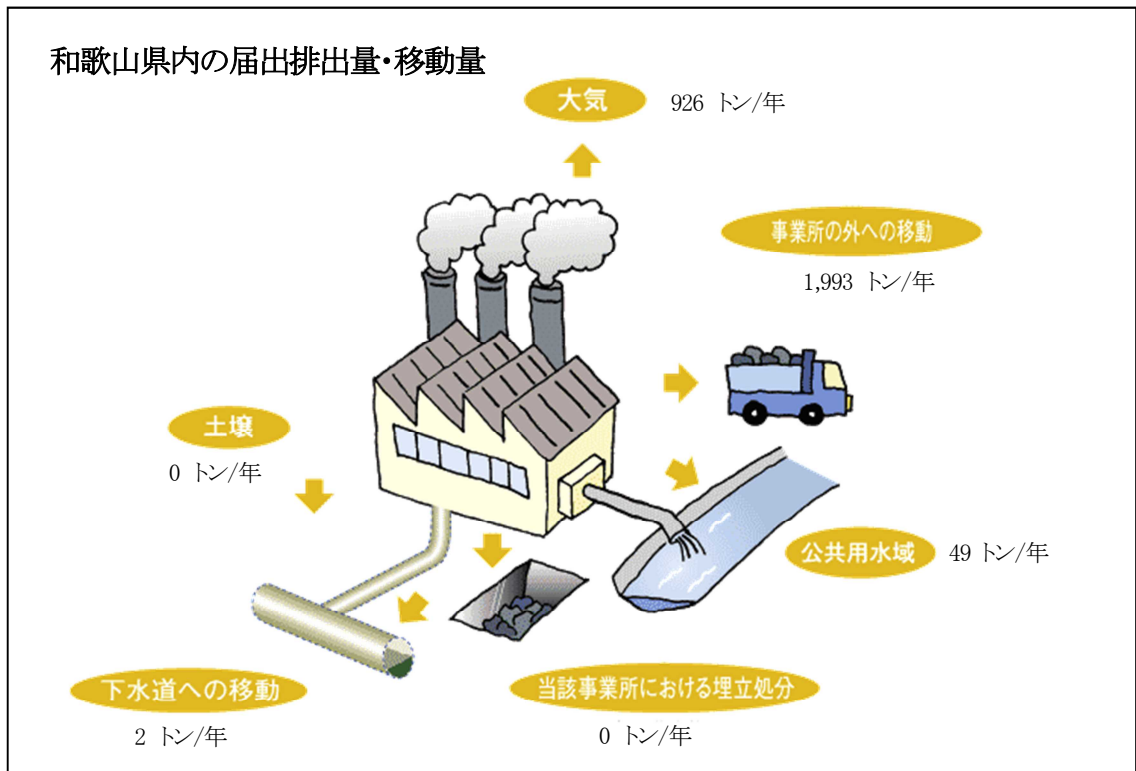 和歌山県内の届出排出量・移動量
大気 926 トン/年
事業所の外への移動
1,993 トン/年
土壌
0 トン/年
公共用水域 49 トン/年
下水道への移動
2 トン/年
当該事業所における埋立処分
0 トン/年